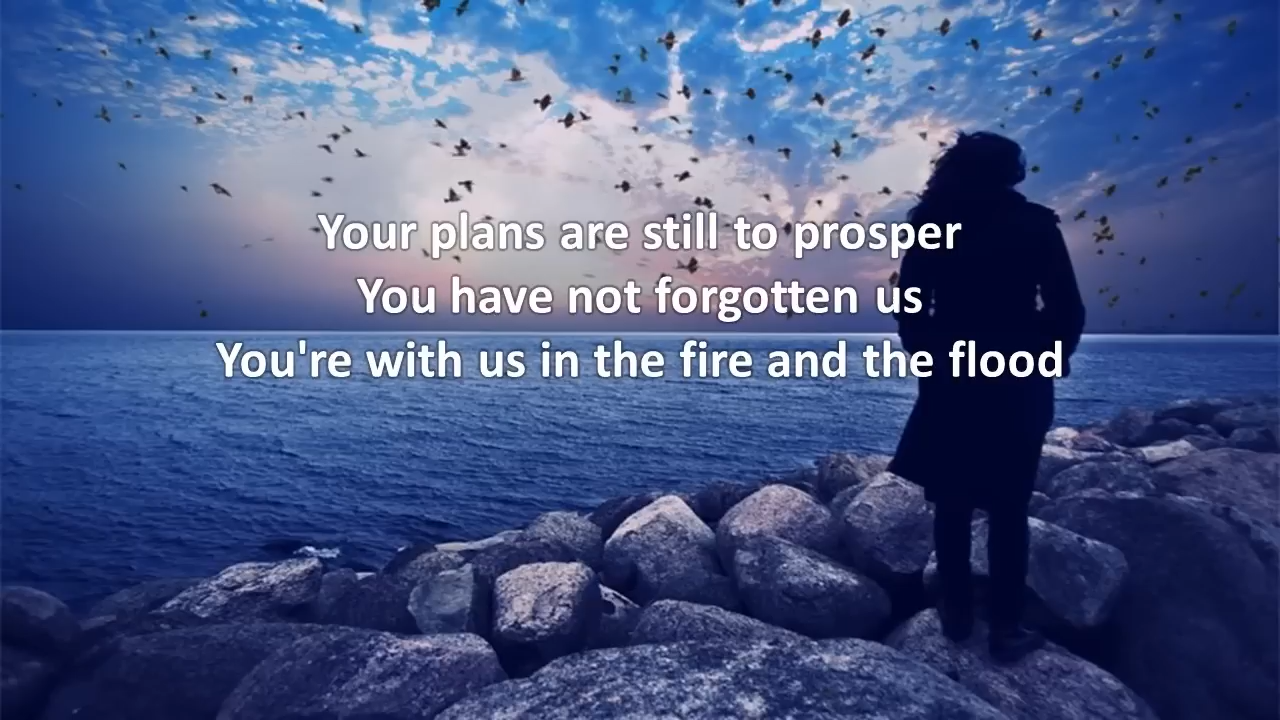 Your plans are still to prosper
You have not forgotten us
You're with us in the fire and the flood